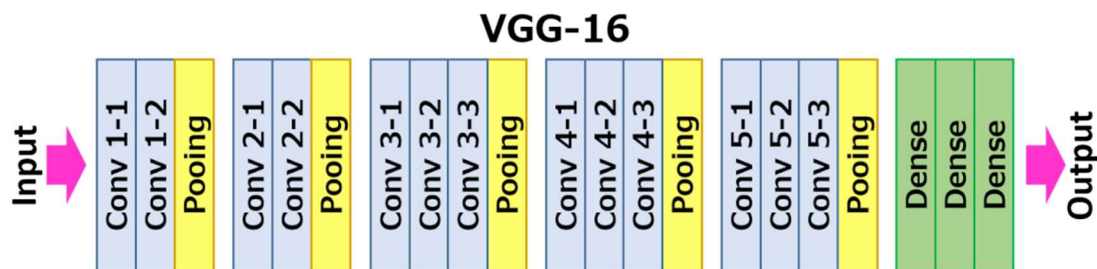 VGG-16
Input
Conv 1-1
Conv 1-2
Pooing
Conv 2-1
Conv 2-2
Pooing
Conv 3-1
Conv 3-2
Conv 3-3
Pooing
Conv 4-1
Conv 4-2
Conv 4-3
Pooing
Conv 5-1
Conv 5-2
Conv 5-3
Pooing
Dense
Dense
Dense
Output